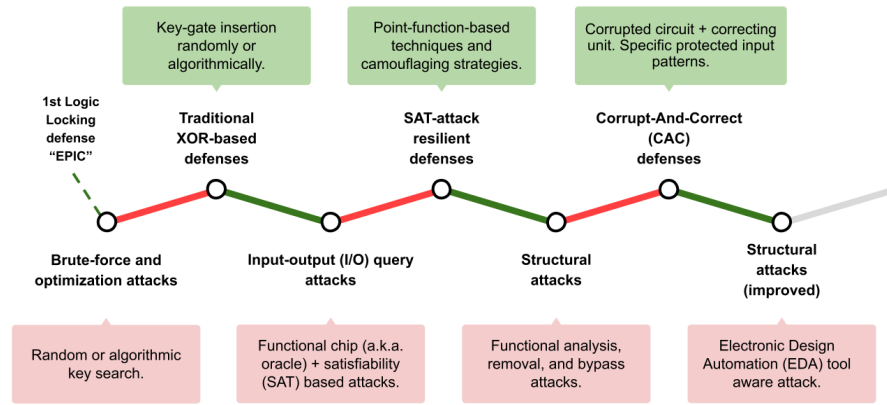 Key-gate insertion
randomly or
algorithmically.
Point-function-based
techniques and
camouflaging strategies.
Corrupted circuit + correcting
unit. Specific protected input
patterns.
1st Logic
Locking
defense
“EPIC”
Traditional
XOR-based
defenses
SAT-attack
resilient
defenses
Corrupt-And-Correct
(CAC)
defenses
Brute-force and
optimization attacks
Input-output (I/O) query
attacks
Structural
attacks
Structural
attacks
(improved)
Random or algorithmic
key search.
Functional chip (a.k.a.
oracle) + satisfiability
(SAT) based attacks.
Functional analysis,
removal, and bypass
attacks.
Electronic Design
Automation (EDA) tool
aware attack.